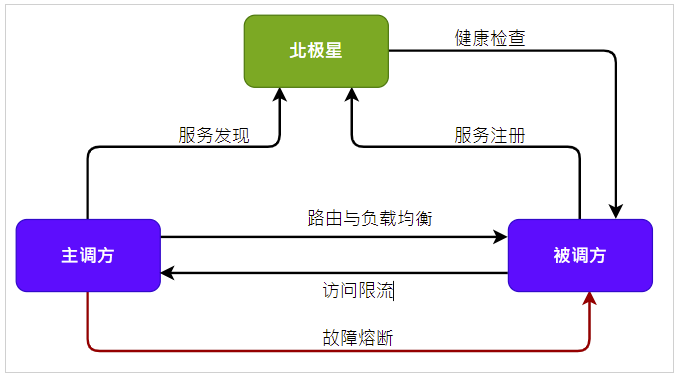 北极星
健康检查
服务发现
服务注册
路由与负载均衡
主调方
被调方
访问限流
故障熔断